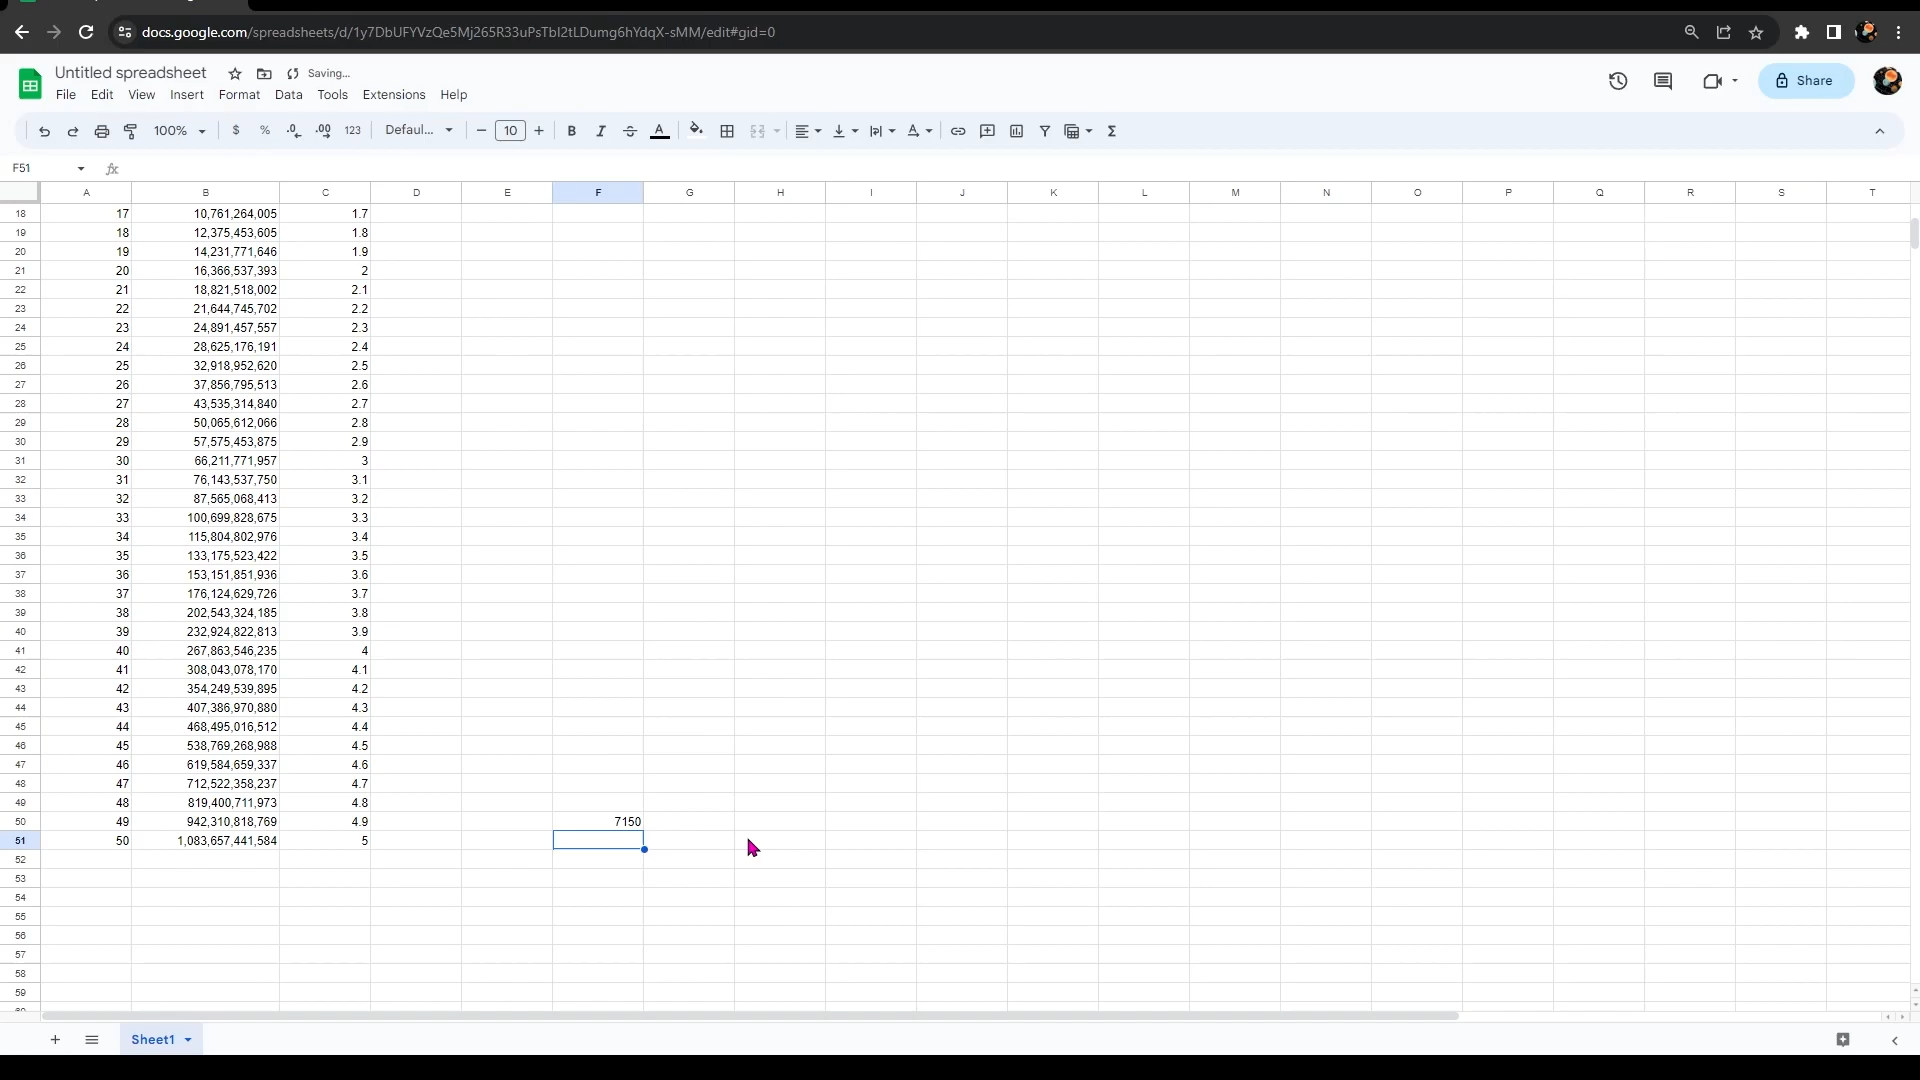 docs.google.com/spreadsheets/d/1y7DbUFYVzQe5Mj265R33uPsTbI2tLDumg6hYdqX-sMM/edit#gid=0
Untitled spreadsheet Saving...
File Edit View Insert Format Data Tools Extensions Help
Share
100% $ % .0 .00 123 Defaul... − 10 + B I S A A Σ
F51 fx
A B C D E F G H I J K L M N O P Q R S T
18 17 10,761,264,005 1.7
19 18 12,375,453,605 1.8
20 19 14,231,771,646 1.9
21 20 16,366,537,393 2
22 21 18,821,518,002 2.1
23 22 21,644,745,702 2.2
24 23 24,891,457,557 2.3
25 24 28,625,176,191 2.4
26 25 32,918,952,620 2.5
27 26 37,856,795,513 2.6
28 27 43,535,314,840 2.7
29 28 50,065,612,066 2.8
30 29 57,575,453,875 2.9
31 30 66,211,771,957 3
32 31 76,143,537,750 3.1
33 32 87,565,068,413 3.2
34 33 100,699,828,675 3.3
35 34 115,804,802,976 3.4
36 35 133,175,523,422 3.5
37 36 153,151,851,936 3.6
38 37 176,124,629,726 3.7
39 38 202,543,324,185 3.8
40 39 232,924,822,813 3.9
41 40 267,863,546,235 4
42 41 308,043,078,170 4.1
43 42 354,249,539,895 4.2
44 43 407,386,970,880 4.3
45 44 468,495,016,512 4.4
46 45 538,769,268,988 4.5
47 46 619,584,659,337 4.6
48 47 712,522,358,237 4.7
49 48 819,400,711,973 4.8
50 49 942,310,818,769 4.9 7150
51 50 1,083,657,441,584 5
52
53
54
55
56
57
58
59
Sheet1